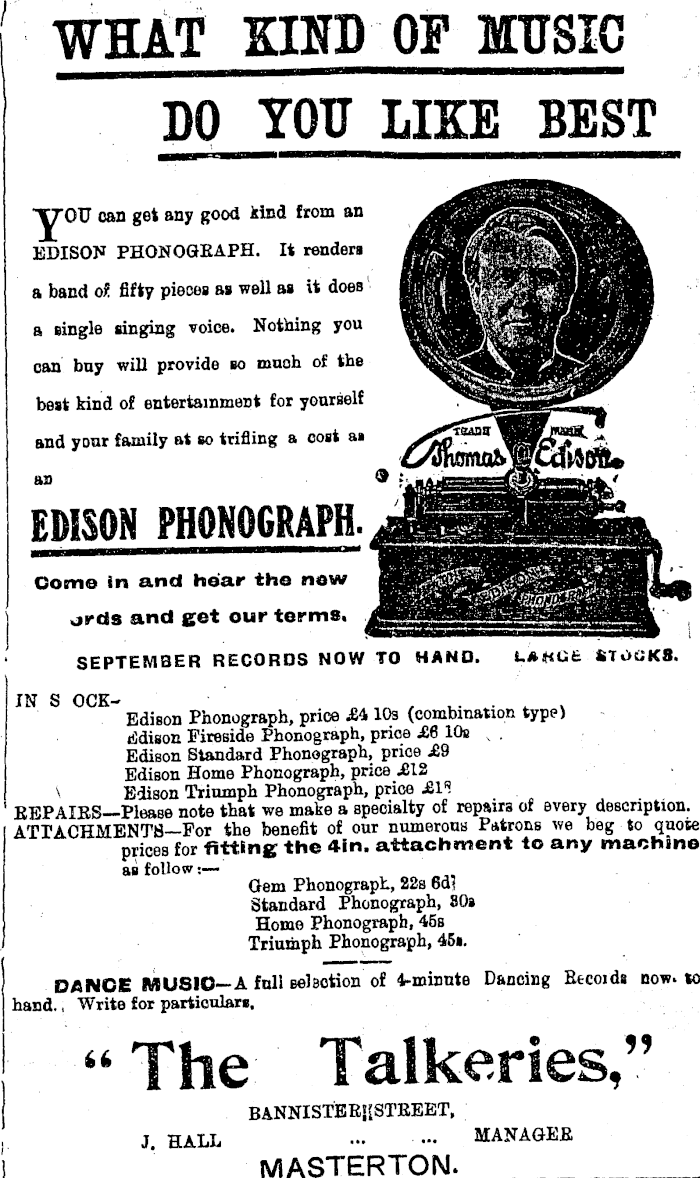 WHAT KIND OF MUSIC
DO YOU LIKE BEST
YOU can get any good kind from an
EDISON PHONOGRAPH. It renders
a band of fifty pieces as well as it does
a single singing voice. Nothing you
can buy will provide so much of the
best kind of entertainment for yourself
and your family at so trifling a cost as
an
EDISON PHONOGRAPH.
TRADE MARK
Thomas A Edison
Come in and hear the new
ords and get our terms.
SEPTEMBER RECORDS NOW TO HAND. LARGE STOCKS.
IN S OCK-
Edison Phonograph, price £4 10s (combination type)
Edison Fireside Phonograph, price £6 10s
Edison Standard Phonograph, price £9
Edison Home Phonograph, price £12
Edison Triumph Phonograph, price
REPAIRS—Please note that we make a specialty of repairs of every description.
ATTACHMENTS—For the benefit of our numerous Patrons we beg to quote
prices for fitting the 4in. attachment to any machine
as follow:—
Gem Phonograph, 22s 6d
Standard Phonograph, 30s
Home Phonograph, 45s
Triumph Phonograph, 45s.
DANCE MUSIC—A full selection of 4-minute Dancing Records now to
hand. Write for particulars.
"The Talkeries,"
BANNISTER STREET,
J. HALL ... ... MANAGER
MASTERTON.